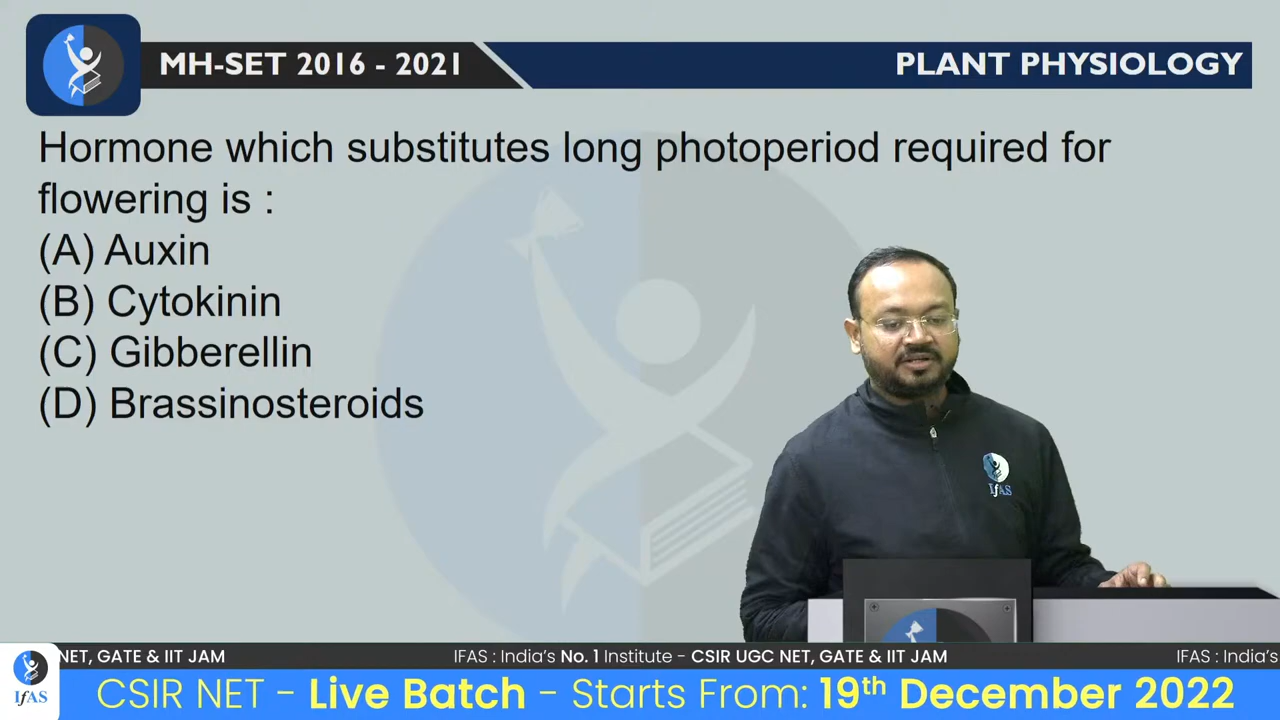 MH-SET 2016 - 2021
PLANT PHYSIOLOGY
Hormone which substitutes long photoperiod required for
flowering is :
(A) Auxin
(B) Cytokinin
(C) Gibberellin
(D) Brassinosteroids
IfAS
NET, GATE & IIT JAM
IFAS : India's No. 1 Institute - CSIR UGC NET, GATE & IIT JAM
IFAS : India's
IfAS
CSIR NET - Live Batch - Starts From: 19th December 2022